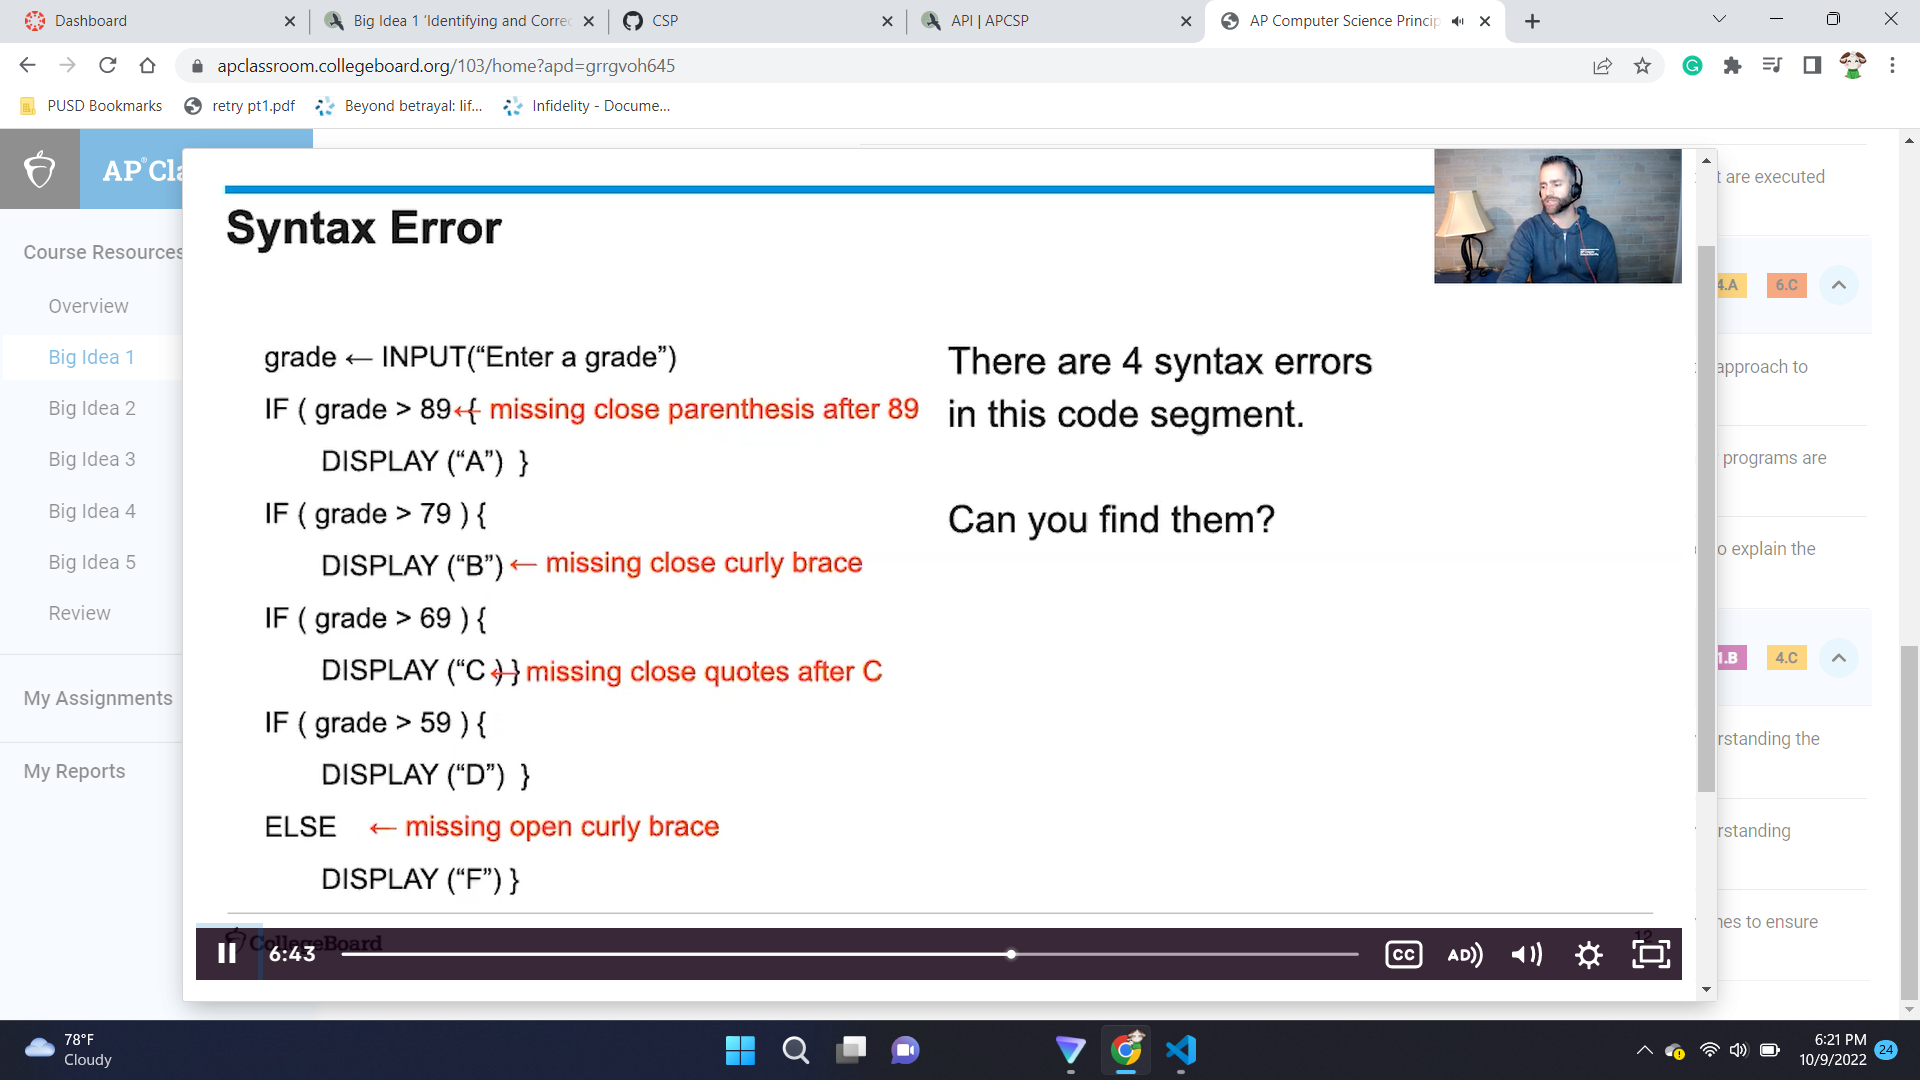 Dashboard
Big Idea 1 'Identifying and Correc
CSP
API | APCSP
AP Computer Science Princip
apclassroom.collegeboard.org/103/home?apd=grrgvoh645
PUSD Bookmarks
retry pt1.pdf
Beyond betrayal: lif...
Infidelity - Docume...
AP® Cla
Course Resources
Overview
Big Idea 1
Big Idea 2
Big Idea 3
Big Idea 4
Big Idea 5
Review
My Assignments
My Reports
Syntax Error
grade ← INPUT(“Enter a grade”)
IF ( grade > 89 { ← missing close parenthesis after 89
DISPLAY (“A”) }
IF ( grade > 79 ) {
DISPLAY (“B”) ← missing close curly brace
IF ( grade > 69 ) {
DISPLAY (“C ) } ← missing close quotes after C
IF ( grade > 59 ) {
DISPLAY (“D”) }
ELSE ← missing open curly brace
DISPLAY (“F”) }
There are 4 syntax errors
in this code segment.
Can you find them?
CollegeBoard
12
6:43
CC
AD
t are executed
4.A
6.C
approach to
programs are
o explain the
1.B
4.C
rstanding the
rstanding
nes to ensure
78°F
Cloudy
6:21 PM
10/9/2022
24